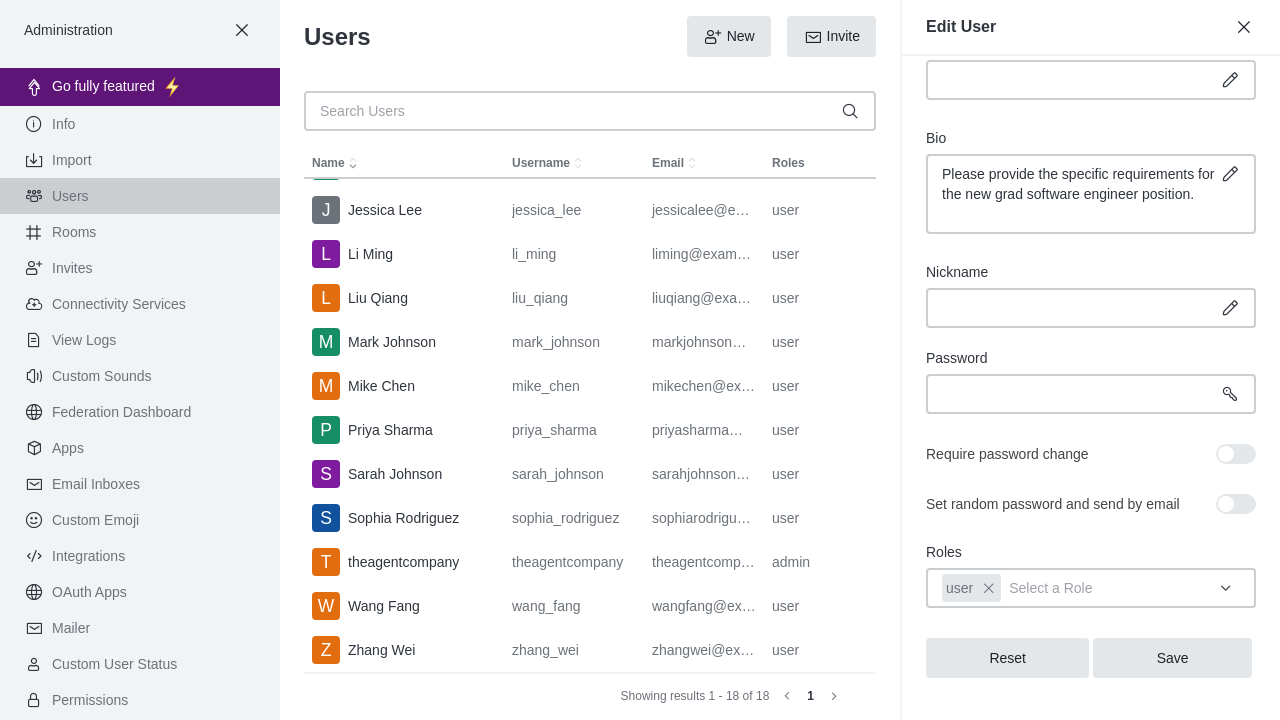 Administration
Go fully featured
Info
Import
Users
Rooms
Invites
Connectivity Services
View Logs
Custom Sounds
Federation Dashboard
Apps
Email Inboxes
Custom Emoji
Integrations
OAuth Apps
Mailer
Custom User Status
Permissions
Users
New
Invite
Search Users
Name Username Email Roles
J Jessica Lee jessica_lee jessicalee@e… user
L Li Ming li_ming liming@exam… user
L Liu Qiang liu_qiang liuqiang@exa… user
M Mark Johnson mark_johnson markjohnson… user
M Mike Chen mike_chen mikechen@ex… user
P Priya Sharma priya_sharma priyasharma… user
S Sarah Johnson sarah_johnson sarahjohnson… user
S Sophia Rodriguez sophia_rodriguez sophiarodrigu… user
T theagentcompany theagentcompany theagentcomp… admin
W Wang Fang wang_fang wangfang@ex… user
Z Zhang Wei zhang_wei zhangwei@ex… user
Showing results 1 - 18 of 18 1
Edit User
Bio
Please provide the specific requirements for
the new grad software engineer position.
Nickname
Password
Require password change
Set random password and send by email
Roles
user Select a Role
Reset Save